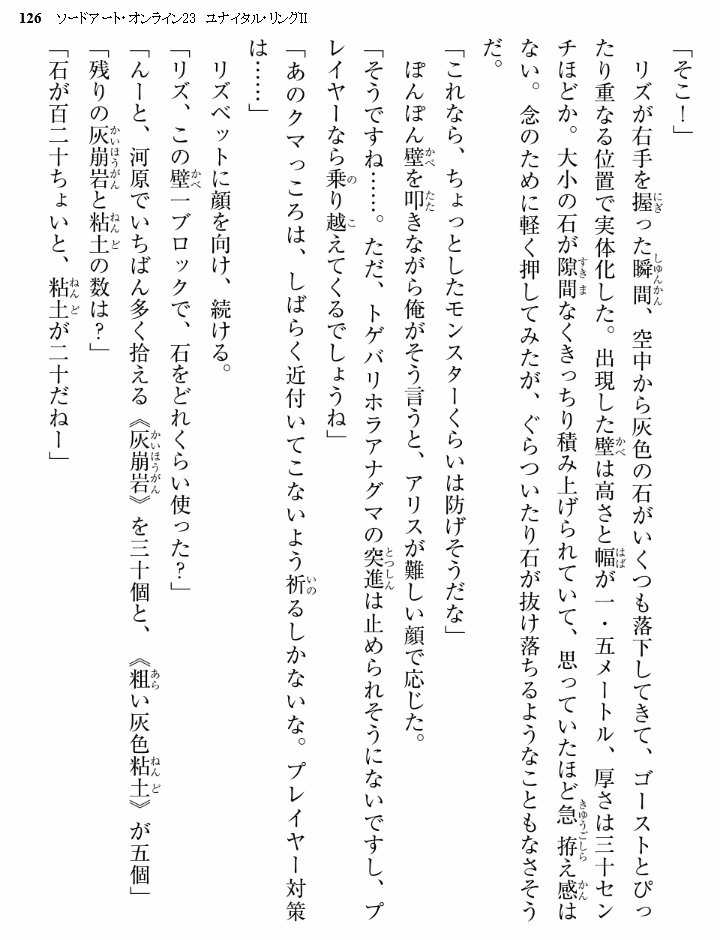 126 ソードアート・オンライン23 ユナイタル・リングⅡ
「そこ！」
　リズが右手を握った瞬間、空中から灰色の石がいくつも落下してきて、ゴーストとぴっ
たり重なる位置で実体化した。出現した壁は高さと幅が一・五メートル、厚さは三十セン
チほどか。大小の石が隙間なくきっちり積み上げられていて、思っていたほど急拵え感は
ない。念のために軽く押してみたが、ぐらついたり石が抜け落ちるようなこともなさそう
だ。
「これなら、ちょっとしたモンスターくらいは防げそうだな」
　ぽんぽん壁を叩きながら俺がそう言うと、アリスが難しい顔で応じた。
「そうですね……。ただ、トゲバリホラアナグマの突進は止められそうにないですし、プ
レイヤーなら乗り越えてくるでしょうね」
「あのクマっころは、しばらく近付いてこないよう祈るしかないな。プレイヤー対策
は……」
　リズベットに顔を向け、続ける。
「リズ、この壁一ブロックで、石をどれくらい使った？」
「んーと、河原でいちばん多く拾える《灰崩岩》を三十個と、《粗い灰色粘土》が五個」
「残りの灰崩岩と粘土の数は？」
「石が百二十ちょいと、粘土が二十だねー」